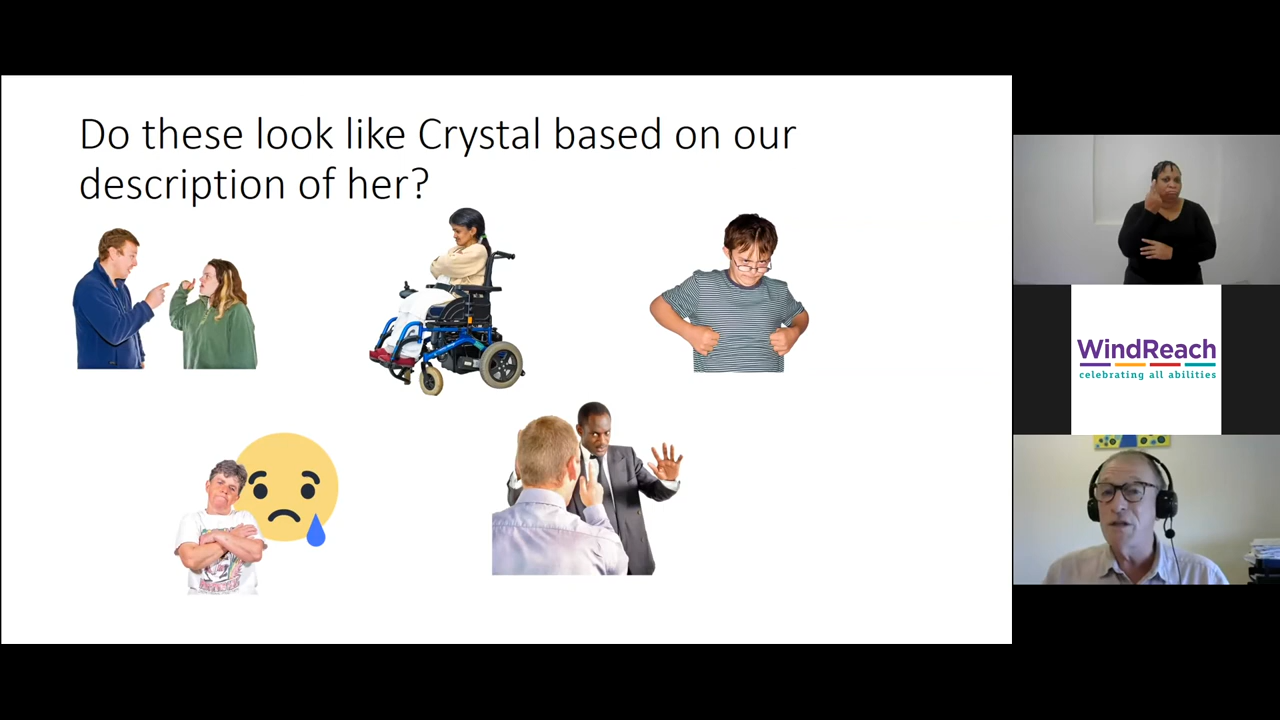 Do these look like Crystal based on our
description of her?
WindReach
celebrating all abilities